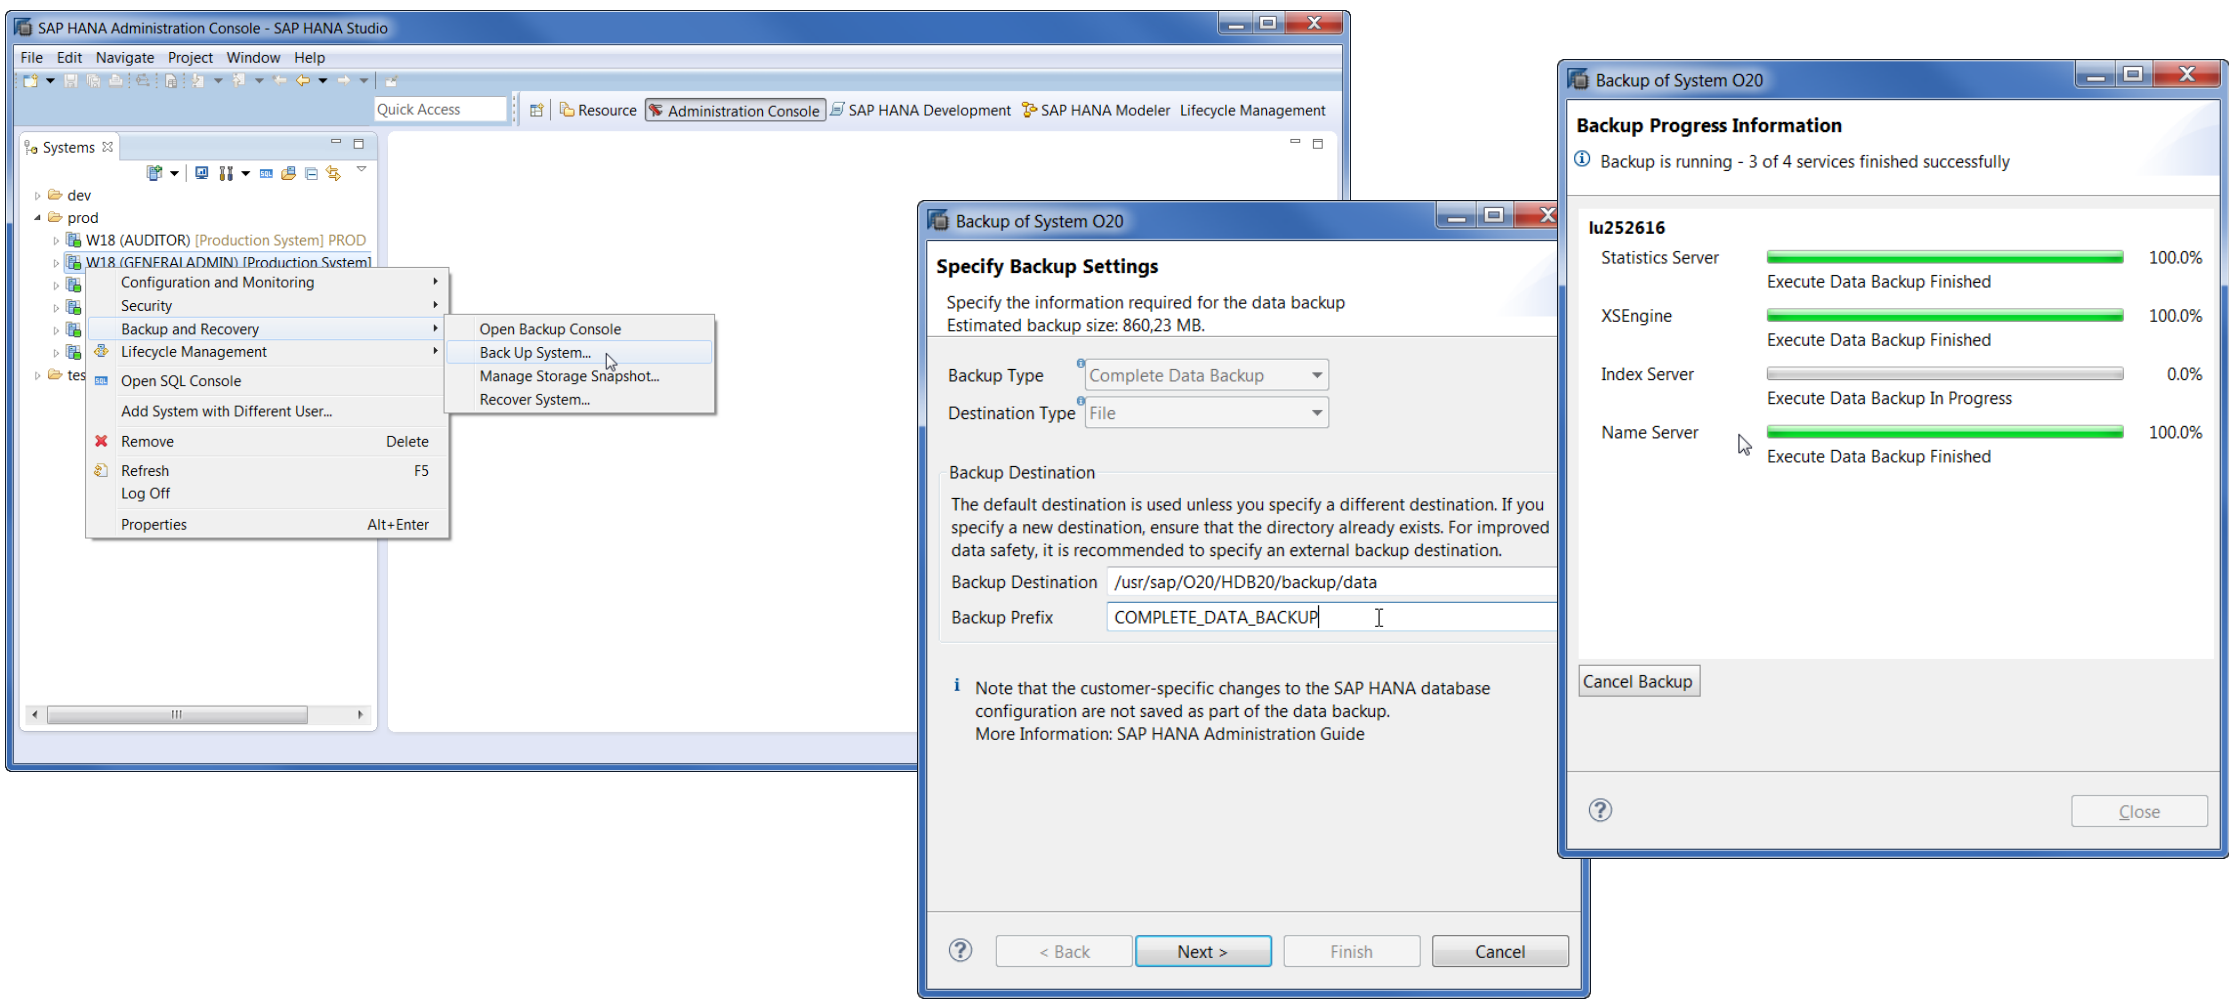 SAP HANA Administration Console - SAP HANA Studio
File Edit Navigate Project Window Help
Quick Access
Resource Administration Console SAP HANA Development SAP HANA Modeler Lifecycle Management
Systems
SQL
dev
prod
W18 (AUDITOR) [Production System] PROD
W18 (GENERALADMIN) [Production System]
tes
Configuration and Monitoring
Security
Backup and Recovery
Lifecycle Management
SQL Open SQL Console
Add System with Different User...
Remove Delete
Refresh F5
Log Off
Properties Alt+Enter
Open Backup Console
Back Up System...
Manage Storage Snapshot...
Recover System...
Backup of System O20
Specify Backup Settings
Specify the information required for the data backup
Estimated backup size: 860,23 MB.
Backup Type Complete Data Backup
Destination Type File
Backup Destination
The default destination is used unless you specify a different destination. If you
specify a new destination, ensure that the directory already exists. For improved
data safety, it is recommended to specify an external backup destination.
Backup Destination /usr/sap/O20/HDB20/backup/data
Backup Prefix COMPLETE_DATA_BACKUP
Note that the customer-specific changes to the SAP HANA database
configuration are not saved as part of the data backup.
More Information: SAP HANA Administration Guide
< Back Next > Finish Cancel
Backup of System O20
Backup Progress Information
Backup is running - 3 of 4 services finished successfully
lu252616
Statistics Server 100.0%
Execute Data Backup Finished
XSEngine 100.0%
Execute Data Backup Finished
Index Server 0.0%
Execute Data Backup In Progress
Name Server 100.0%
Execute Data Backup Finished
Cancel Backup
Close